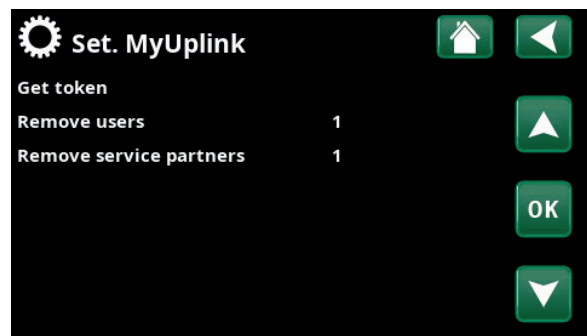 Set. MyUplink
Get token
Remove users 1
Remove service partners 1
OK